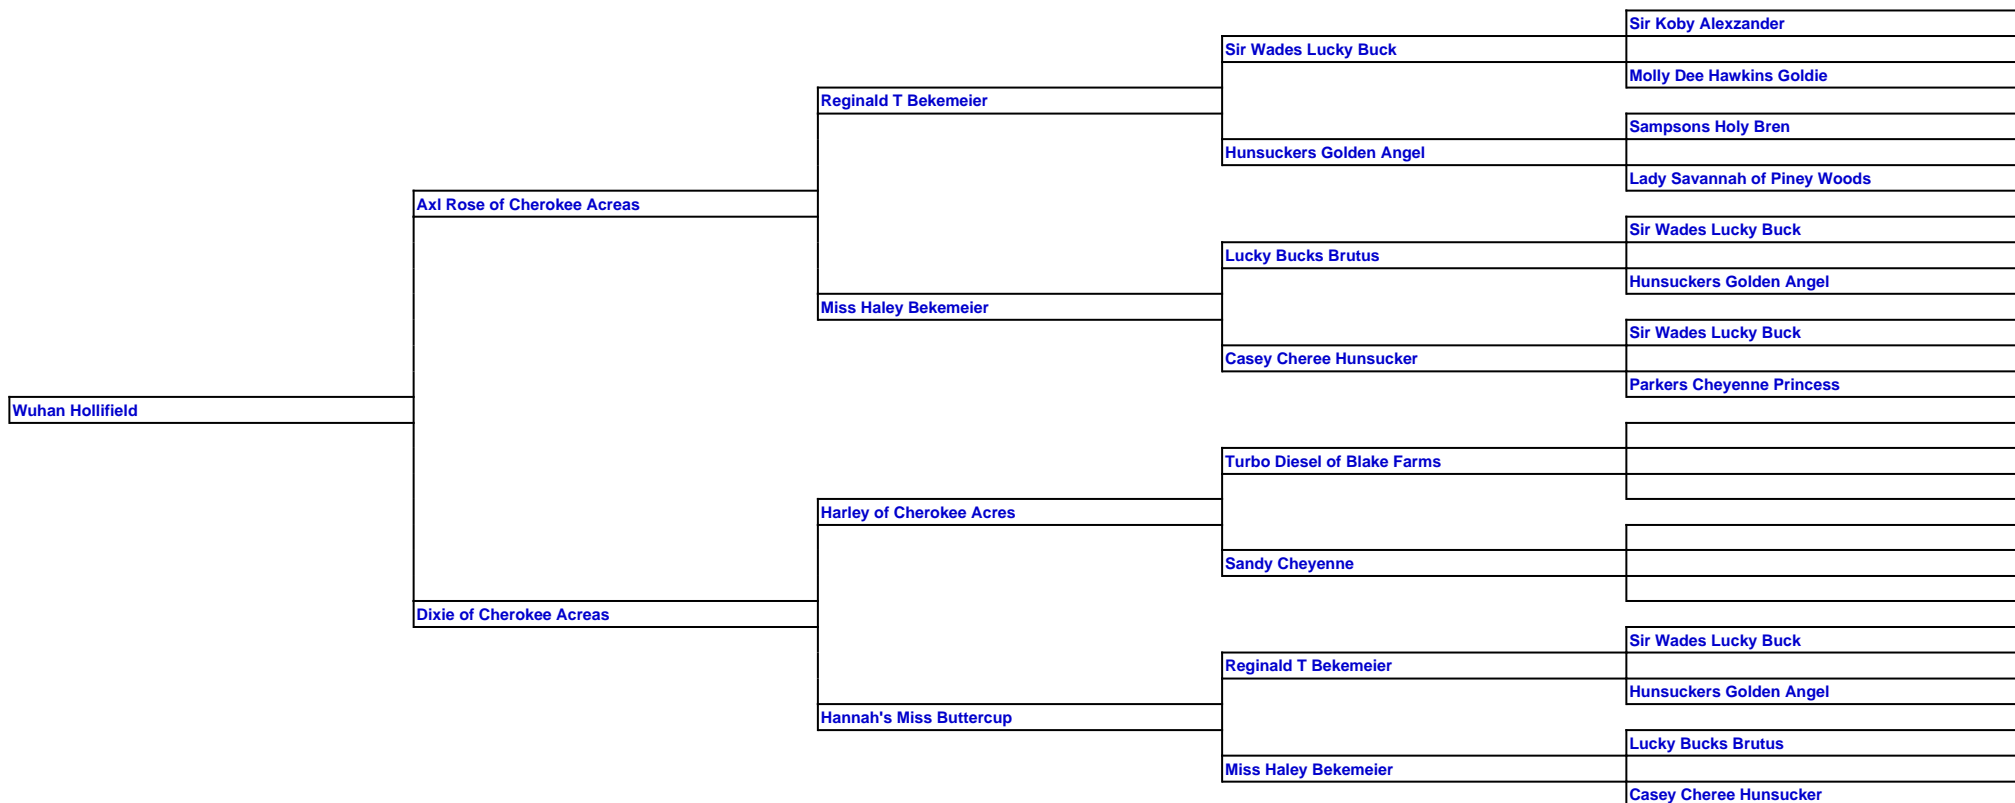 Sir Koby Alexzander
Sir Wades Lucky Buck
Molly Dee Hawkins Goldie
Reginald T Bekemeier
Sampsons Holy Bren
Hunsuckers Golden Angel
Lady Savannah of Piney Woods
Axl Rose of Cherokee Acreas
Sir Wades Lucky Buck
Lucky Bucks Brutus
Hunsuckers Golden Angel
Miss Haley Bekemeier
Sir Wades Lucky Buck
Casey Cheree Hunsucker
Parkers Cheyenne Princess
Wuhan Hollifield
Turbo Diesel of Blake Farms
Harley of Cherokee Acres
Sandy Cheyenne
Dixie of Cherokee Acreas
Sir Wades Lucky Buck
Reginald T Bekemeier
Hunsuckers Golden Angel
Hannah's Miss Buttercup
Lucky Bucks Brutus
Miss Haley Bekemeier
Casey Cheree Hunsucker